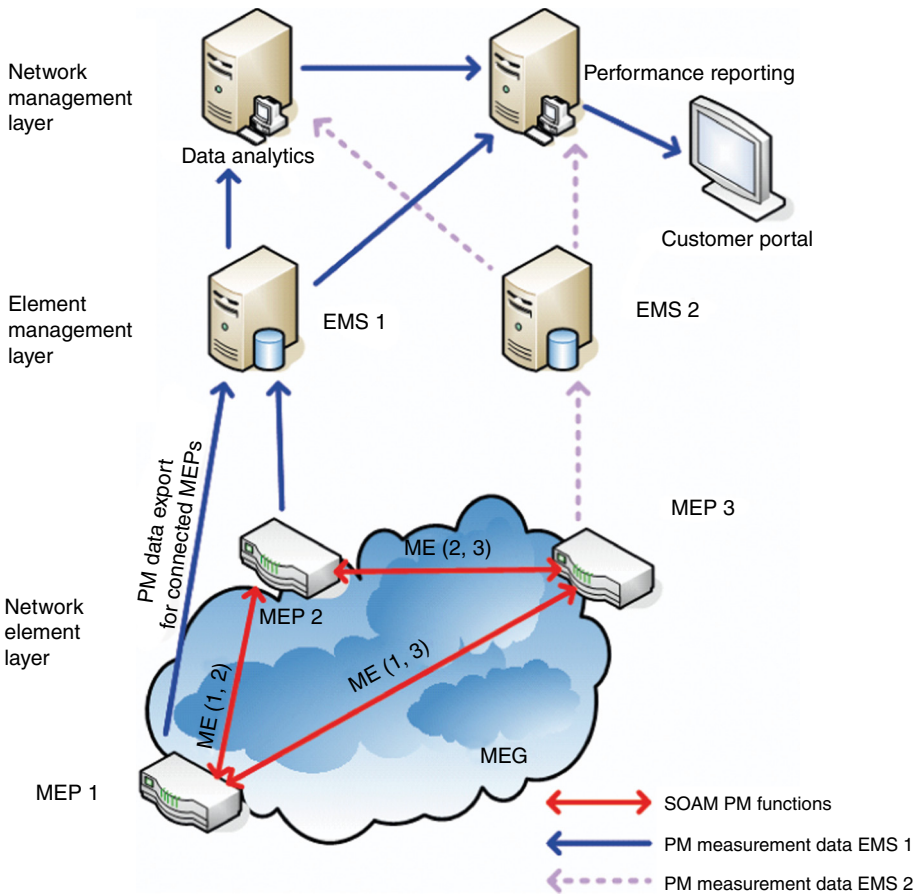 Network
management
layer
Performance reporting
Data analytics
Customer portal
Element
management
layer
EMS 1
EMS 2
PM data export
for connected MEPs
MEP 3
ME (2, 3)
MEP 2
Network
element
layer
ME (1, 2)
ME (1, 3)
MEG
MEP 1
SOAM PM functions
PM measurement data EMS 1
PM measurement data EMS 2